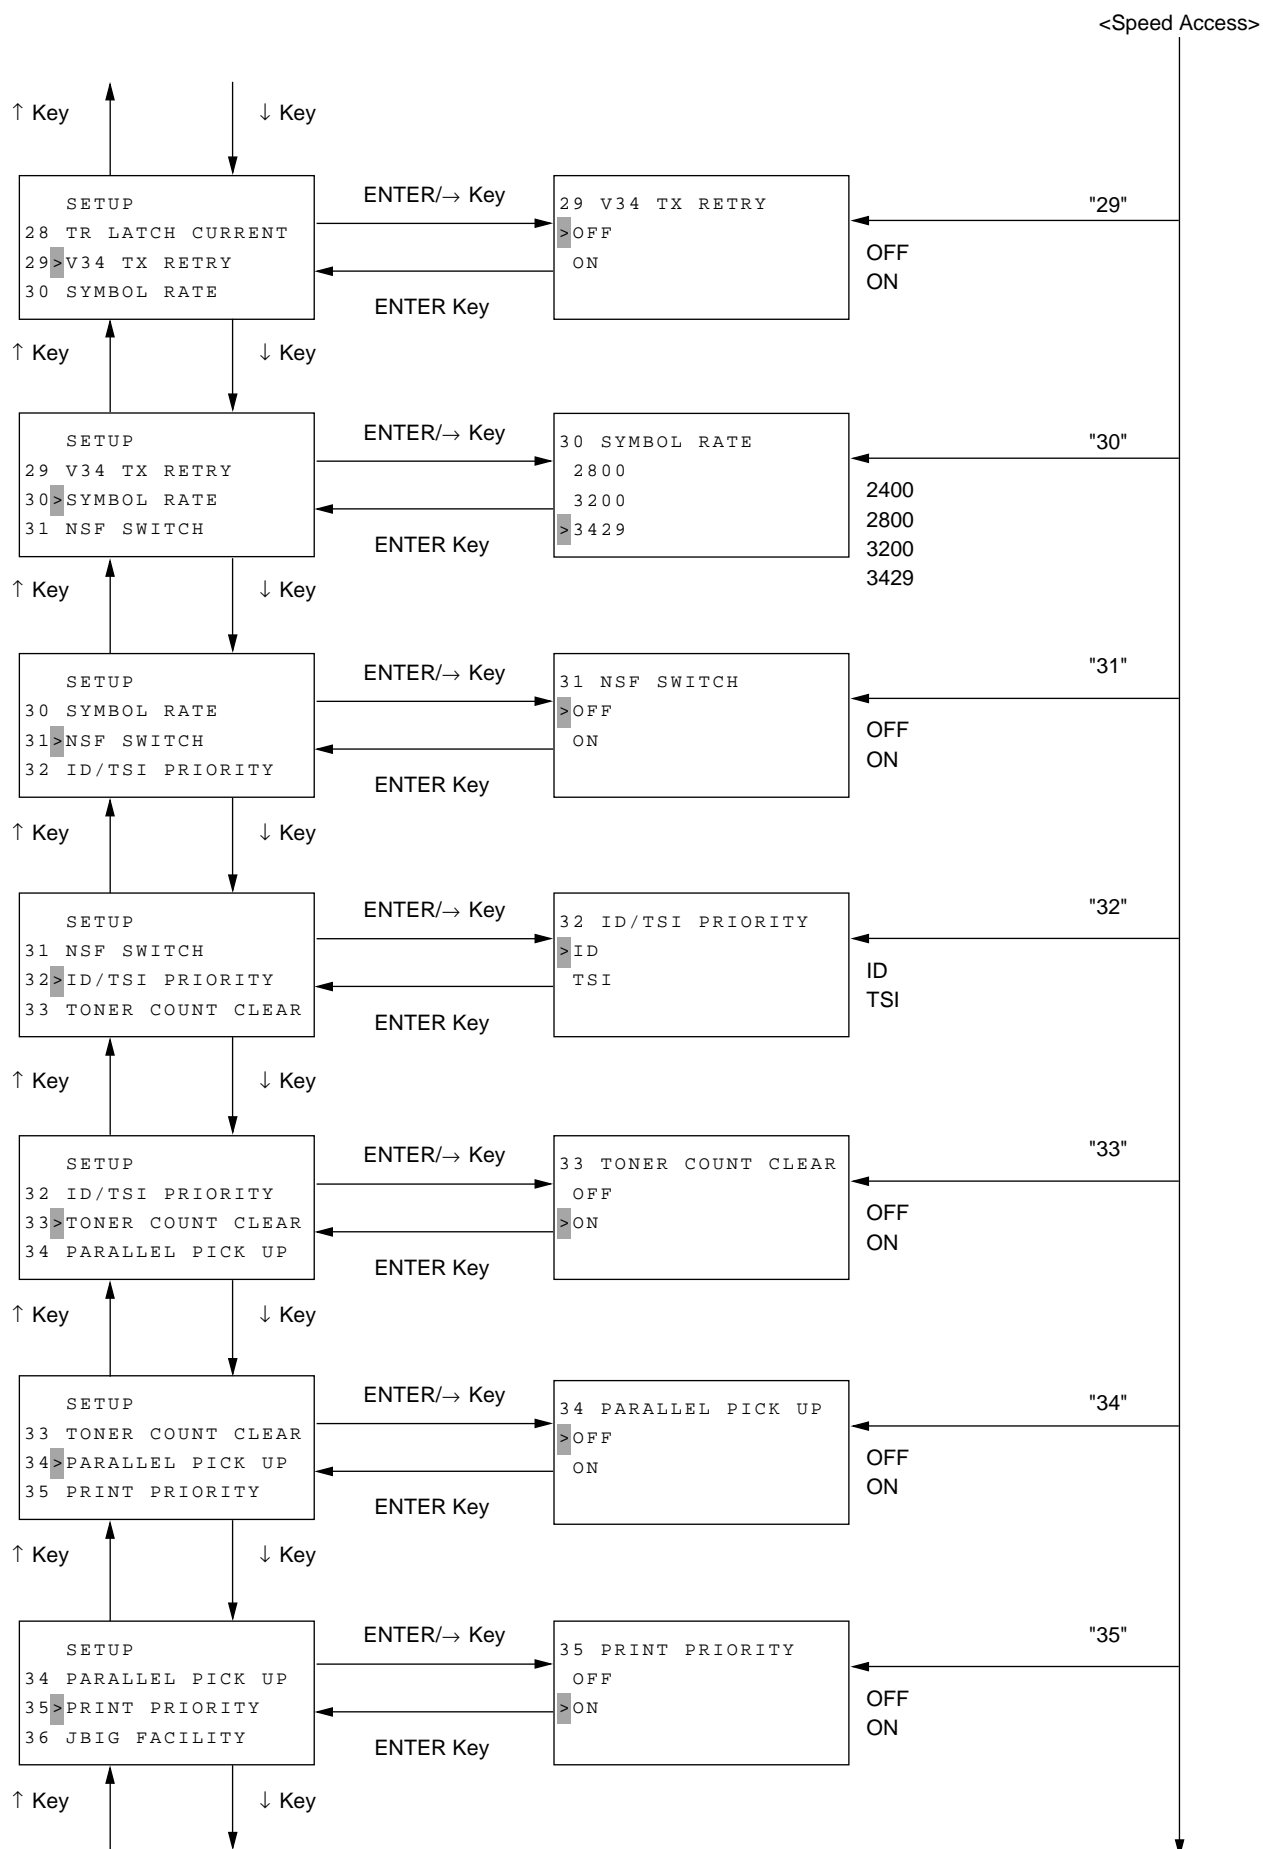 <Speed Access>
↑ Key
↓ Key
SETUP
28 TR LATCH CURRENT
29>V34 TX RETRY
30 SYMBOL RATE
ENTER/→ Key
ENTER Key
29 V34 TX RETRY
>OFF
ON
"29"
OFF
ON
↑ Key
↓ Key
SETUP
29 V34 TX RETRY
30>SYMBOL RATE
31 NSF SWITCH
ENTER/→ Key
ENTER Key
30 SYMBOL RATE
2800
3200
>3429
"30"
2400
2800
3200
3429
↑ Key
↓ Key
SETUP
30 SYMBOL RATE
31>NSF SWITCH
32 ID/TSI PRIORITY
ENTER/→ Key
ENTER Key
31 NSF SWITCH
>OFF
ON
"31"
OFF
ON
↑ Key
↓ Key
SETUP
31 NSF SWITCH
32>ID/TSI PRIORITY
33 TONER COUNT CLEAR
ENTER/→ Key
ENTER Key
32 ID/TSI PRIORITY
>ID
TSI
"32"
ID
TSI
↑ Key
↓ Key
SETUP
32 ID/TSI PRIORITY
33>TONER COUNT CLEAR
34 PARALLEL PICK UP
ENTER/→ Key
ENTER Key
33 TONER COUNT CLEAR
OFF
>ON
"33"
OFF
ON
↑ Key
↓ Key
SETUP
33 TONER COUNT CLEAR
34>PARALLEL PICK UP
35 PRINT PRIORITY
ENTER/→ Key
ENTER Key
34 PARALLEL PICK UP
>OFF
ON
"34"
OFF
ON
↑ Key
↓ Key
SETUP
34 PARALLEL PICK UP
35>PRINT PRIORITY
36 JBIG FACILITY
ENTER/→ Key
ENTER Key
35 PRINT PRIORITY
OFF
>ON
"35"
OFF
ON
↑ Key
↓ Key